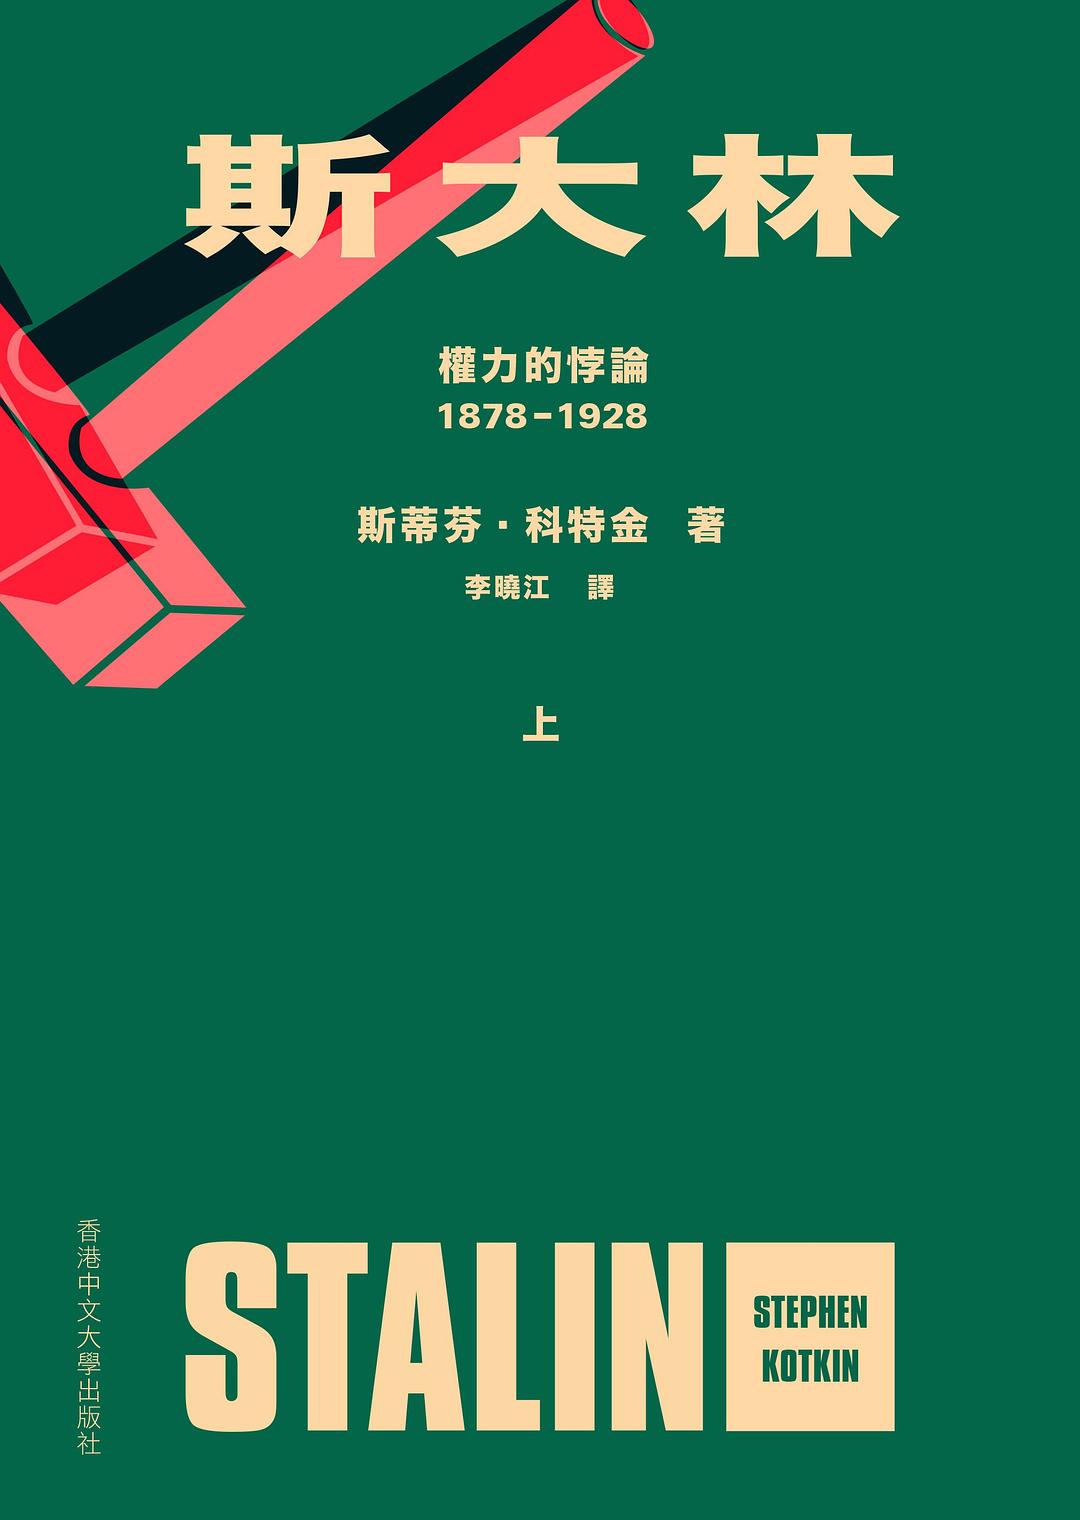 斯大林
權力的悖論
1878-1928
斯蒂芬·科特金 著
李曉江 譯
上
香港中文大學出版社
STALIN
STEPHEN
KOTKIN